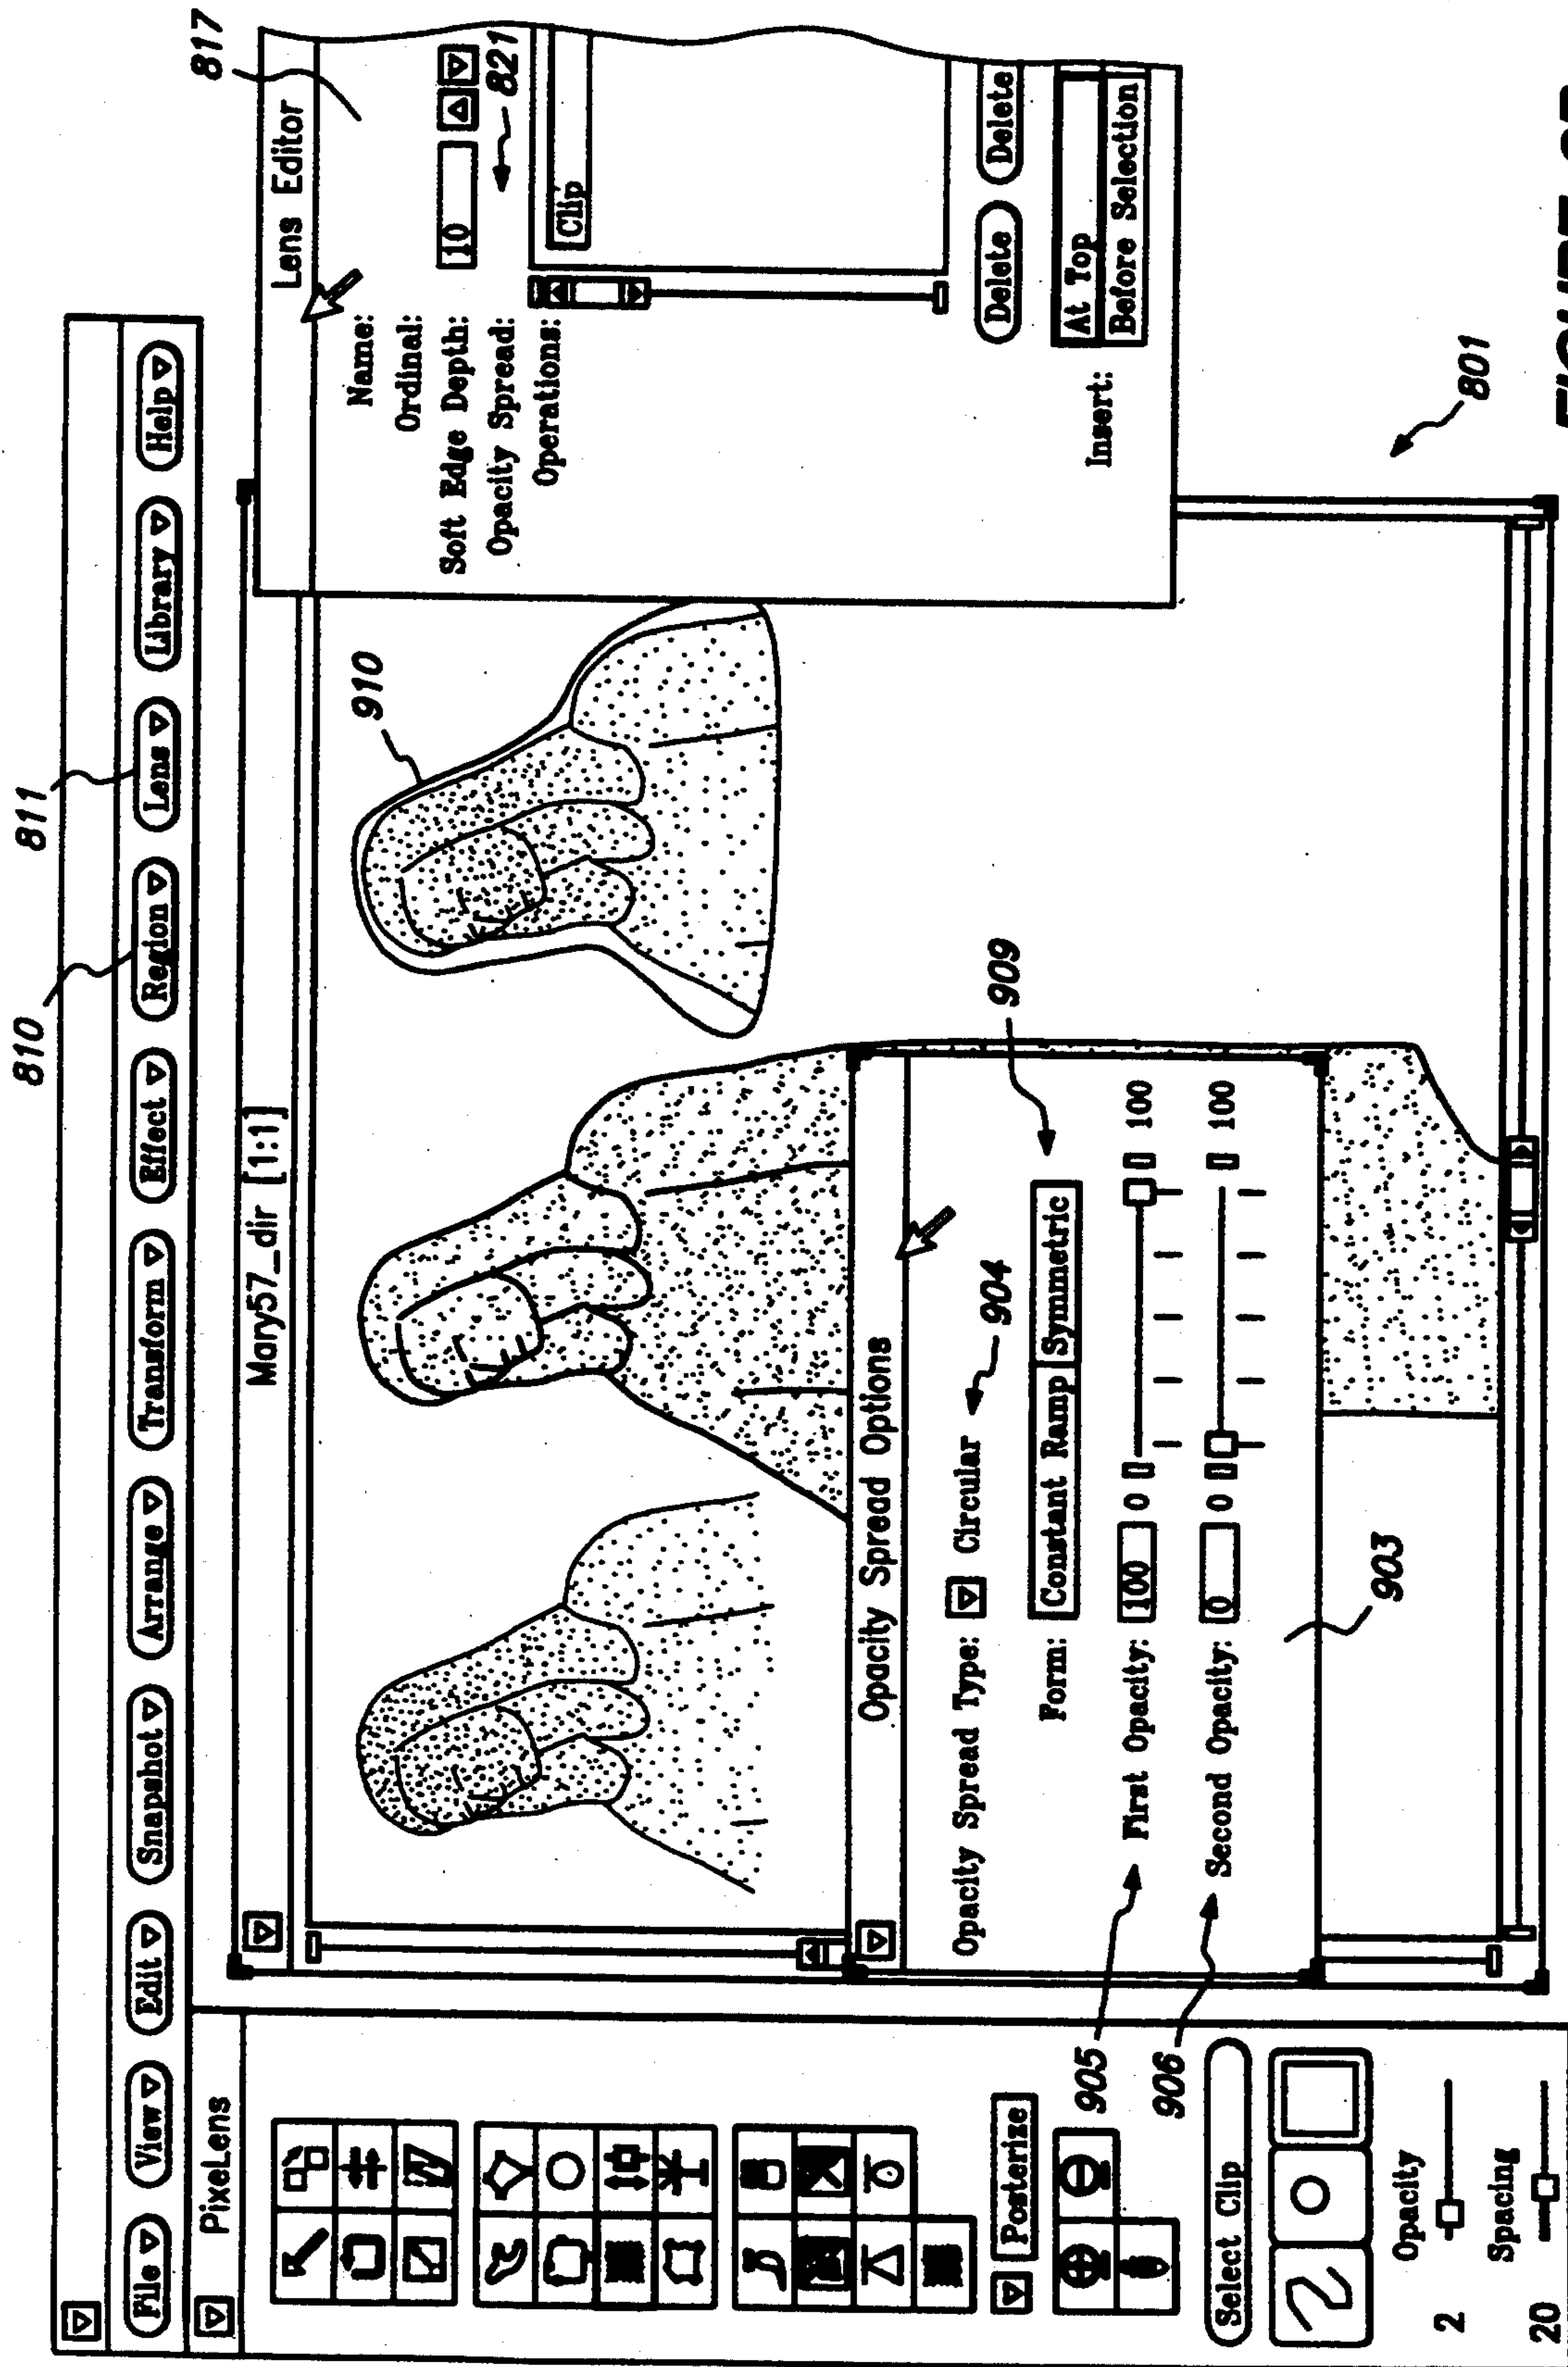 810
811
817
File View Edit Snapshot Arrange Transform Effect Region Lens Library Help
PixeLens
Mary57_dir [1:1]
Lens Editor
Name:
Ordinal:
Soft Edge Depth: 10
Opacity Spread:
821
Operations:
Clip
Delete Delete
Insert: At Top
Before Selection
910
Opacity Spread Options
Opacity Spread Type: Circular
904
Form: Constant Ramp Symmetric
909
905
First Opacity: 100 0 100
906
Second Opacity: 0 0 100
903
801
Posterize
Select Clip
Opacity
2
Spacing
20